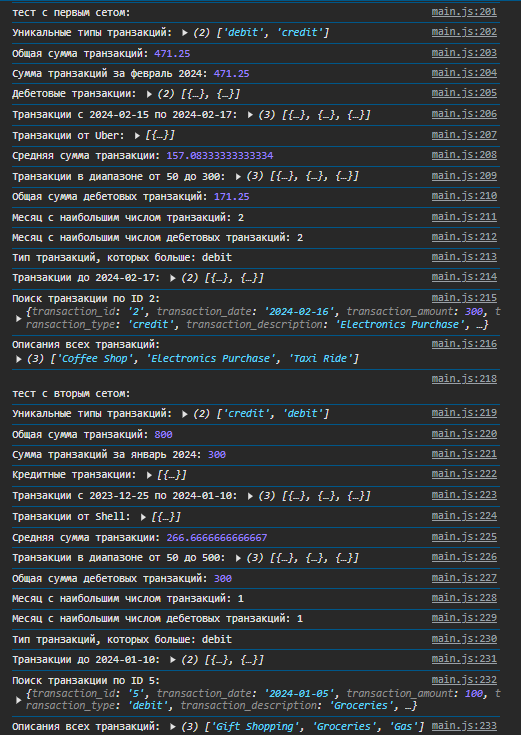 тест с первым сетом: main.js:201
Уникальные типы транзакций: ▶ (2) ['debit', 'credit'] main.js:202
Общая сумма транзакций: 471.25 main.js:203
Сумма транзакций за февраль 2024: 471.25 main.js:204
Дебетовые транзакции: ▶ (2) [{…}, {…}] main.js:205
Транзакции с 2024-02-15 по 2024-02-17: ▶ (3) [{…}, {…}, {…}] main.js:206
Транзакции от Uber: ▶ [{…}] main.js:207
Средняя сумма транзакции: 157.08333333333334 main.js:208
Транзакции в диапазоне от 50 до 300: ▶ (3) [{…}, {…}, {…}] main.js:209
Общая сумма дебетовых транзакций: 171.25 main.js:210
Месяц с наибольшим числом транзакций: 2 main.js:211
Месяц с наибольшим числом дебетовых транзакций: 2 main.js:212
Тип транзакций, которых больше: debit main.js:213
Транзакции до 2024-02-17: ▶ (2) [{…}, {…}] main.js:214
Поиск транзакции по ID 2: main.js:215
{transaction_id: '2', transaction_date: '2024-02-16', transaction_amount: 300, t
▶ ransaction_type: 'credit', transaction_description: 'Electronics Purchase', …}
Описания всех транзакций: main.js:216
▶ (3) ['Coffee Shop', 'Electronics Purchase', 'Taxi Ride']
main.js:218
тест с вторым сетом:
Уникальные типы транзакций: ▶ (2) ['credit', 'debit'] main.js:219
Общая сумма транзакций: 800 main.js:220
Сумма транзакций за январь 2024: 300 main.js:221
Кредитные транзакции: ▶ [{…}] main.js:222
Транзакции с 2023-12-25 по 2024-01-10: ▶ (3) [{…}, {…}, {…}] main.js:223
Транзакции от Shell: ▶ [{…}] main.js:224
Средняя сумма транзакции: 266.6666666666667 main.js:225
Транзакции в диапазоне от 50 до 500: ▶ (3) [{…}, {…}, {…}] main.js:226
Общая сумма дебетовых транзакций: 300 main.js:227
Месяц с наибольшим числом транзакций: 1 main.js:228
Месяц с наибольшим числом дебетовых транзакций: 1 main.js:229
Тип транзакций, которых больше: debit main.js:230
Транзакции до 2024-01-10: ▶ (2) [{…}, {…}] main.js:231
Поиск транзакции по ID 5: main.js:232
{transaction_id: '5', transaction_date: '2024-01-05', transaction_amount: 100, t
▶ ransaction_type: 'debit', transaction_description: 'Groceries', …}
Описания всех транзакций: ▶ (3) ['Gift Shopping', 'Groceries', 'Gas'] main.js:233